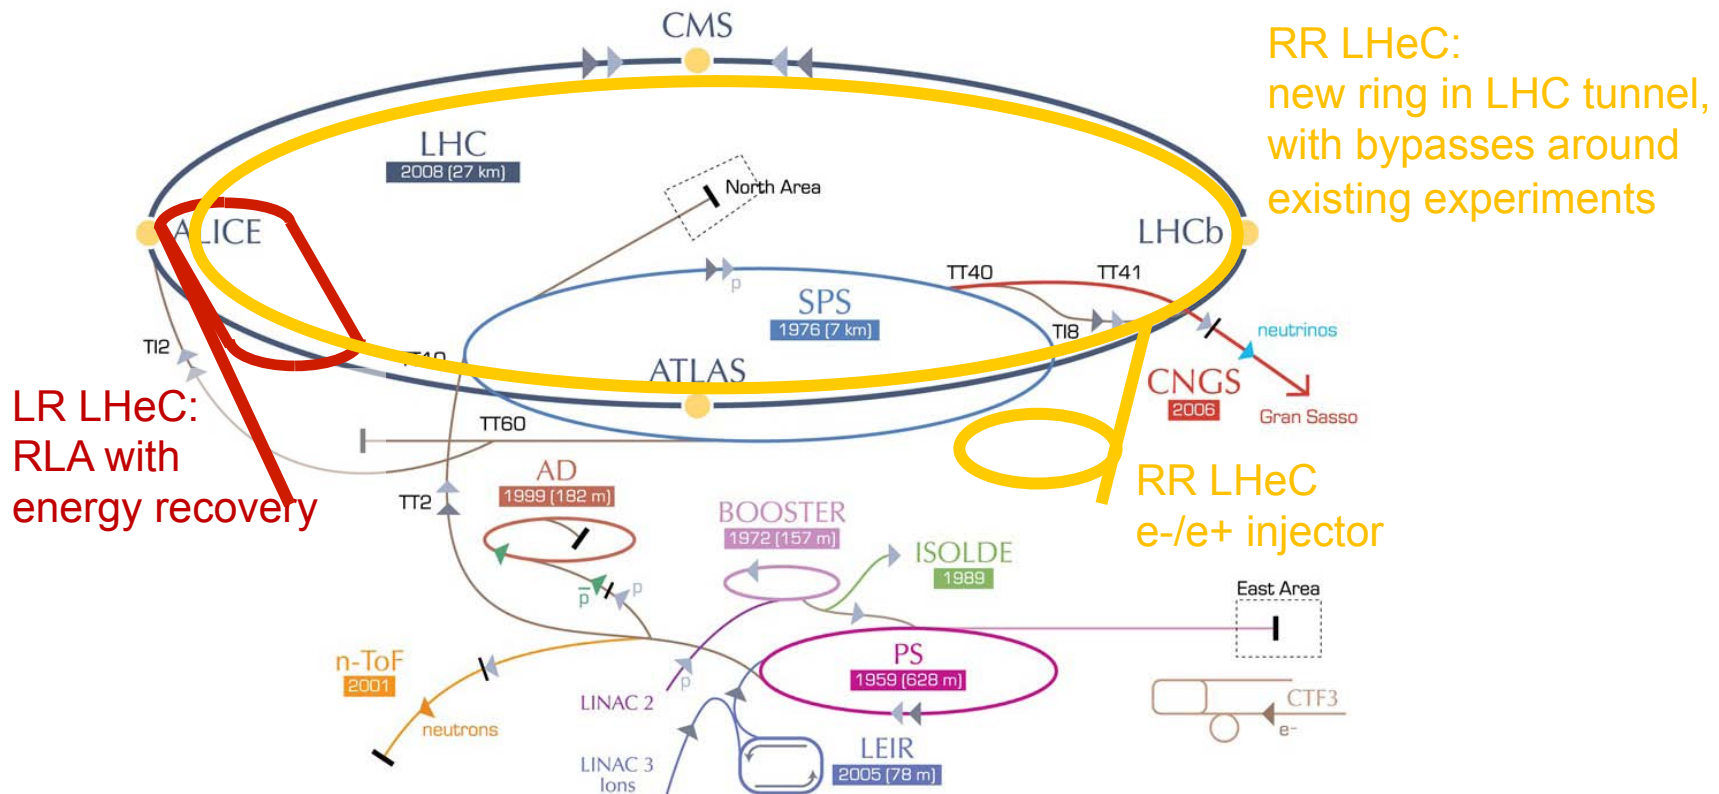 CMS
RR LHeC:
new ring in LHC tunnel,
with bypasses around
existing experiments
LHC
2008 (27 km)
North Area
ALICE
LHCb
TT40
TT41
p
SPS
1976 (7 km)
TI8
neutrinos
TI2
TT10
ATLAS
CNGS
2006
Gran Sasso
LR LHeC:
RLA with
energy recovery
TT60
AD
1999 (182 m)
TT2
BOOSTER
1972 (157 m)
RR LHeC
e-/e+ injector
ISOLDE
1989
East Area
p̅
p
n-ToF
2001
PS
1959 (628 m)
p
LINAC 2
neutrons
CTF3
e-
LEIR
2005 (78 m)
LINAC 3
Ions